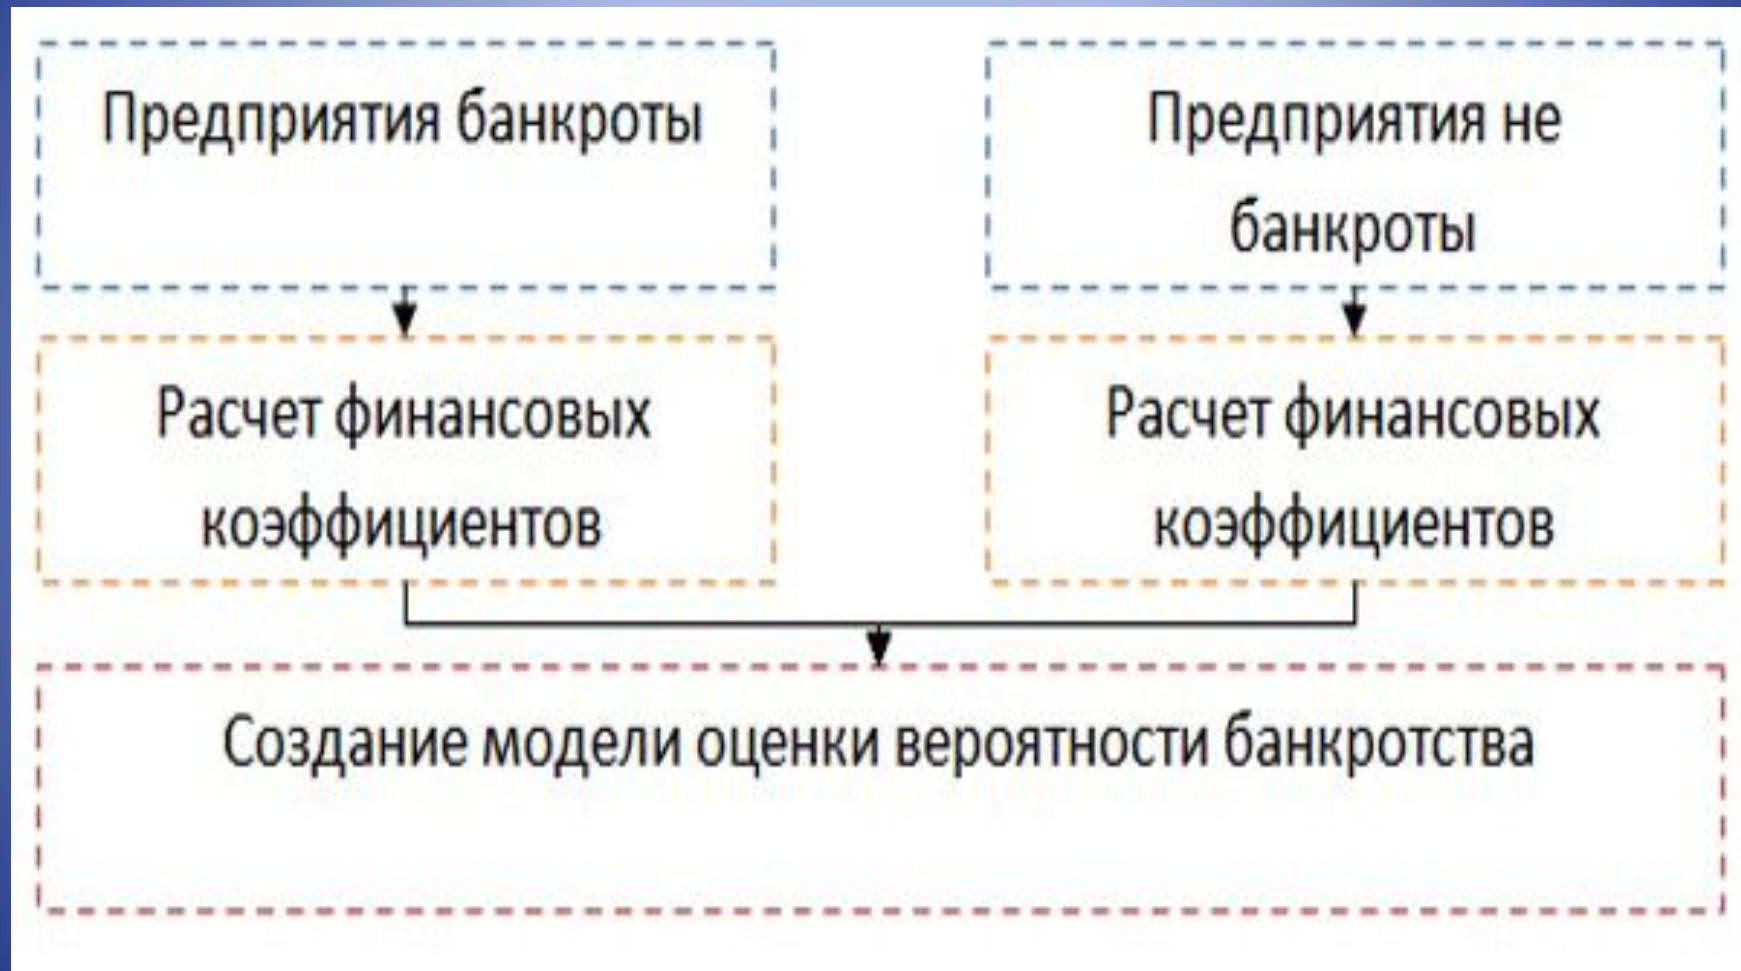 Предприятия банкроты
Предприятия не
банкроты
Расчет финансовых
коэффициентов
Расчет финансовых
коэффициентов
Создание модели оценки вероятности банкротства